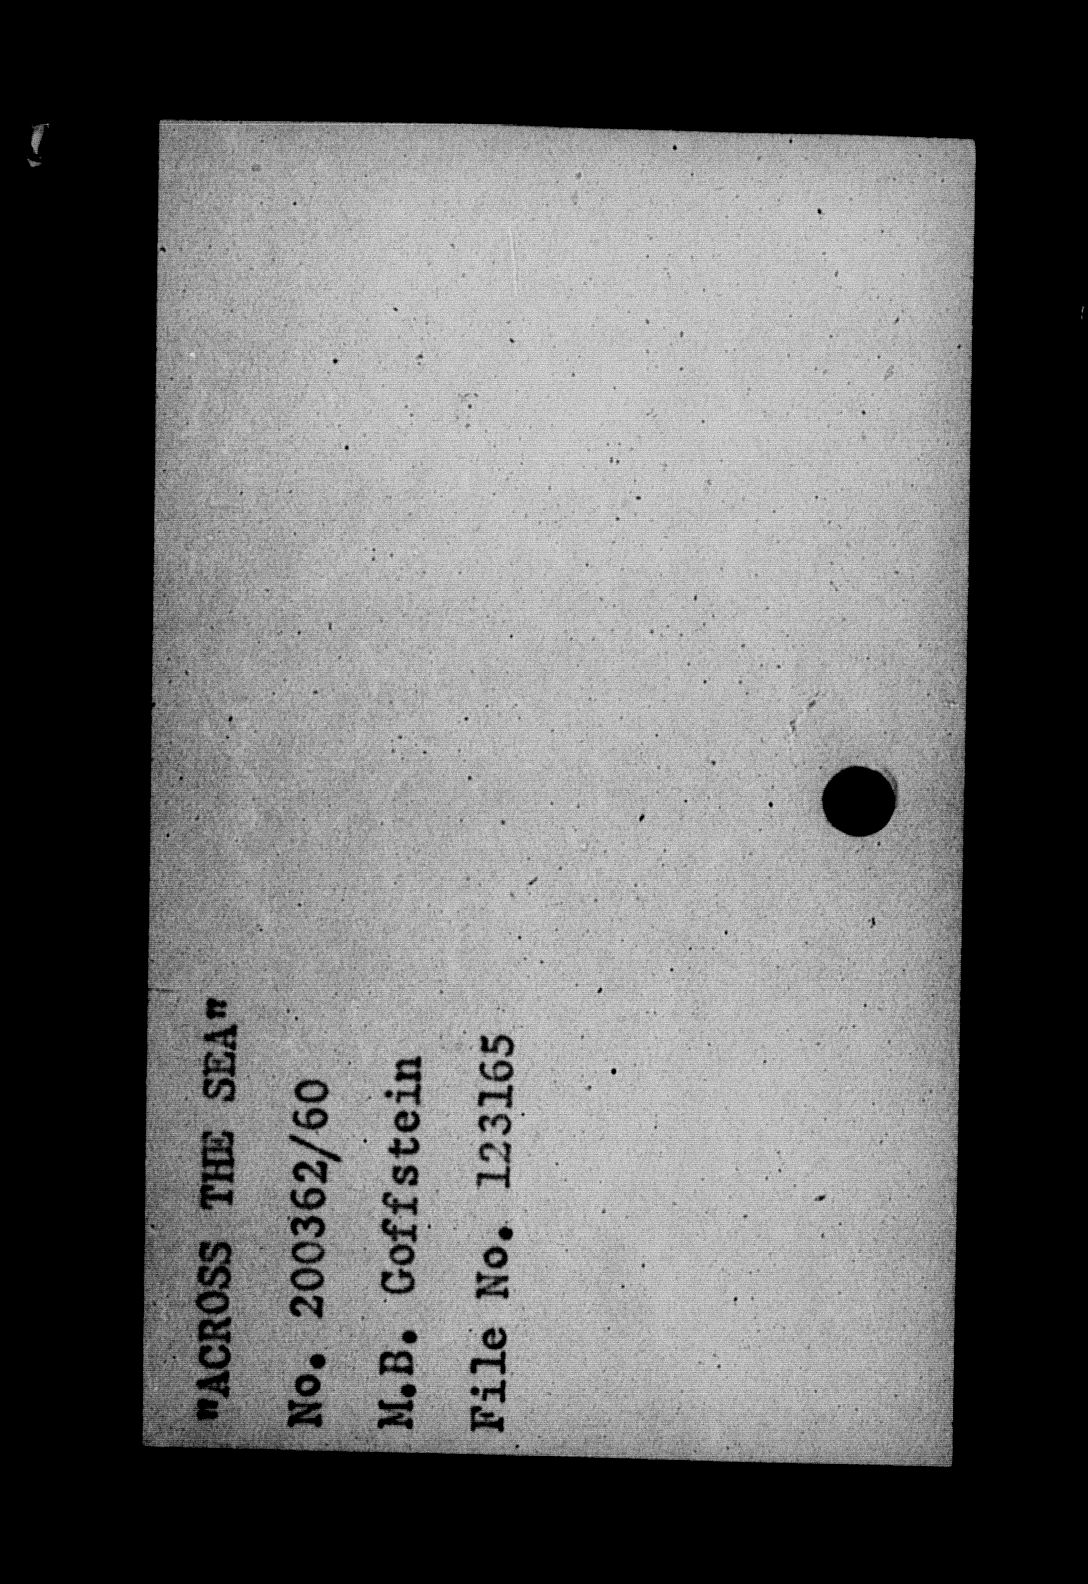 "ACROSS THE SEA"
No. 200362/60
M.B. Goffstein
File No. 123165